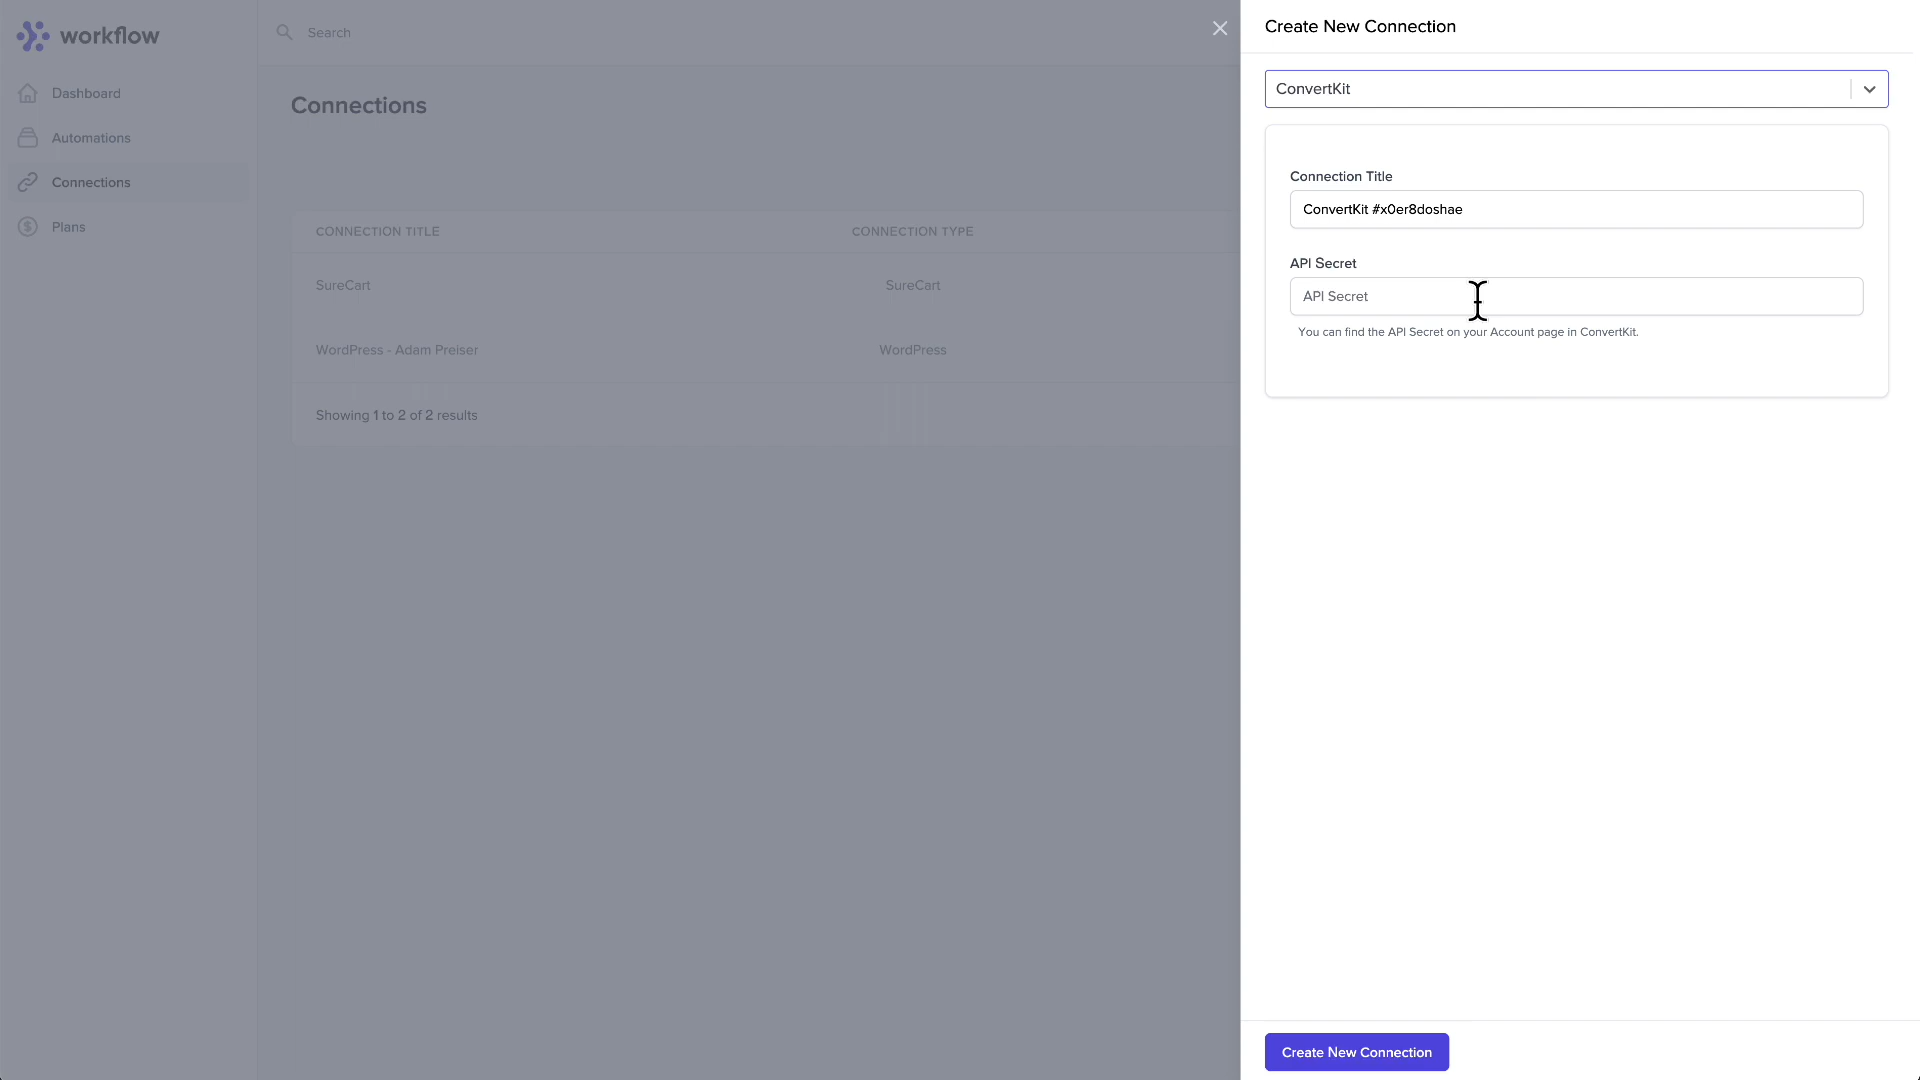 workflow
Search
Create New Connection
Dashboard
Automations
Connections
Plans
Connections
CONNECTION TITLE
CONNECTION TYPE
SureCart
SureCart
WordPress - Adam Preiser
WordPress
Showing 1 to 2 of 2 results
ConvertKit
Connection Title
ConvertKit #x0er8doshae
API Secret
API Secret
You can find the API Secret on your Account page in ConvertKit.
Create New Connection